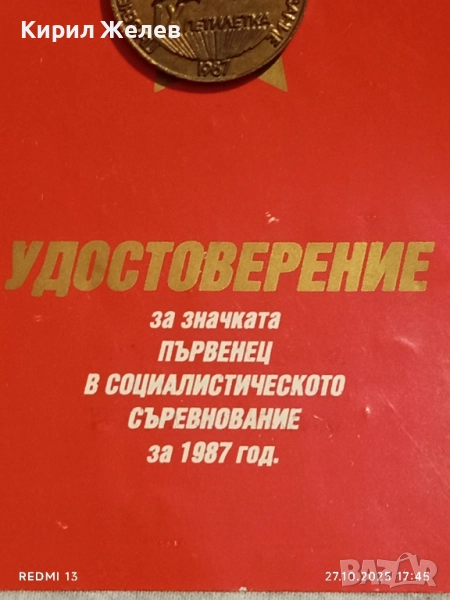 Кирил Желев
ПЕТИЛЕТКА
1987
УДОСТОВЕРЕНИЕ
за значката
ПЪРВЕНЕЦ
В СОЦИАЛИСТИЧЕСКОТО
СЪРЕВНОВАНИЕ
за 1987 год.
REDMI 13
27.10.2025 17:45
BAZAR